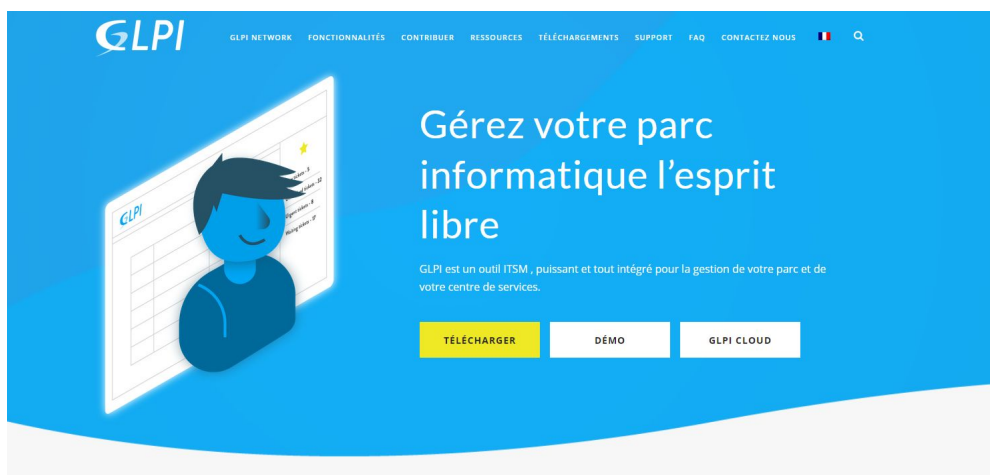 GLPI
GLPI NETWORK FONCTIONNALITÉS CONTRIBUER RESSOURCES TÉLÉCHARGEMENTS SUPPORT FAQ CONTACTEZ NOUS
Gérez votre parc
informatique l’esprit
libre
GLPI est un outil ITSM , puissant et tout intégré pour la gestion de votre parc et de
votre centre de services.
TÉLÉCHARGER DÉMO GLPI CLOUD
GLPI